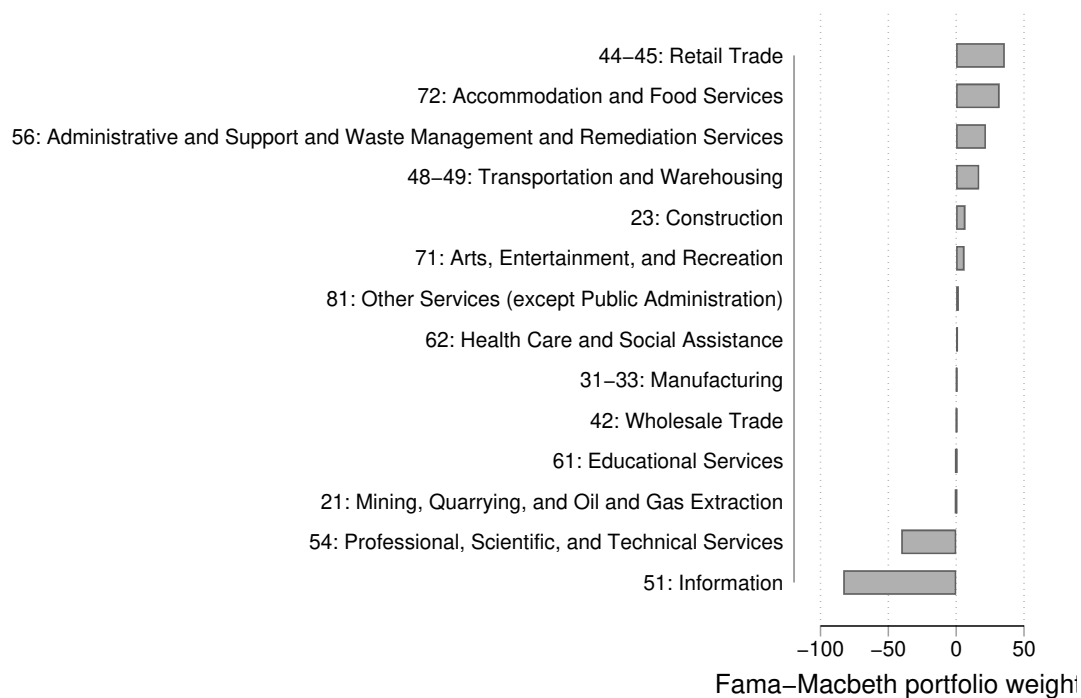 44−45: Retail Trade
72: Accommodation and Food Services
56: Administrative and Support and Waste Management and Remediation Services
48−49: Transportation and Warehousing
23: Construction
71: Arts, Entertainment, and Recreation
81: Other Services (except Public Administration)
62: Health Care and Social Assistance
31−33: Manufacturing
42: Wholesale Trade
61: Educational Services
21: Mining, Quarrying, and Oil and Gas Extraction
54: Professional, Scientific, and Technical Services
51: Information
−100 −50 0 50
Fama−Macbeth portfolio weight